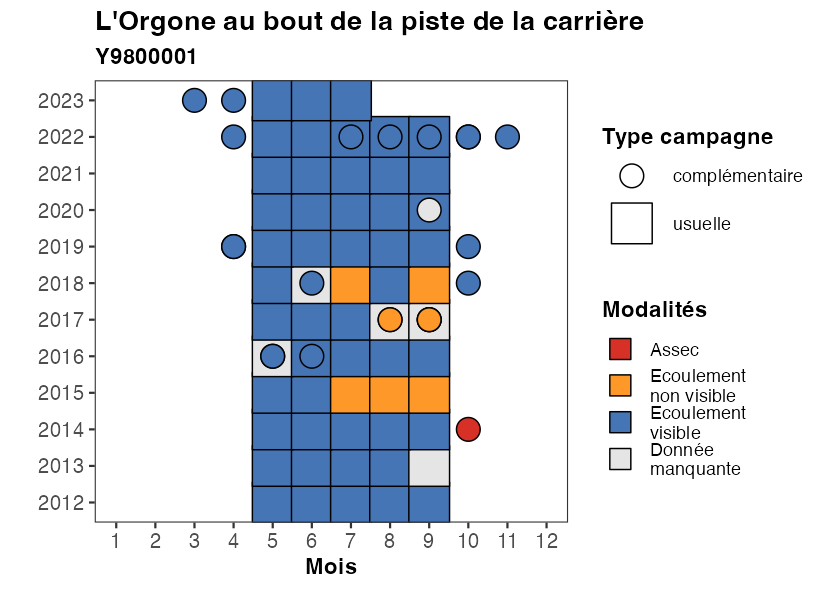 L'Orgone au bout de la piste de la carrière
Y9800001
2023
2022
2021
2020
2019
2018
2017
2016
2015
2014
2013
2012
1 2 3 4 5 6 7 8 9 10 11 12
Mois
Type campagne
complémentaire
usuelle
Modalités
Assec
Ecoulement
non visible
Ecoulement
visible
Donnée
manquante